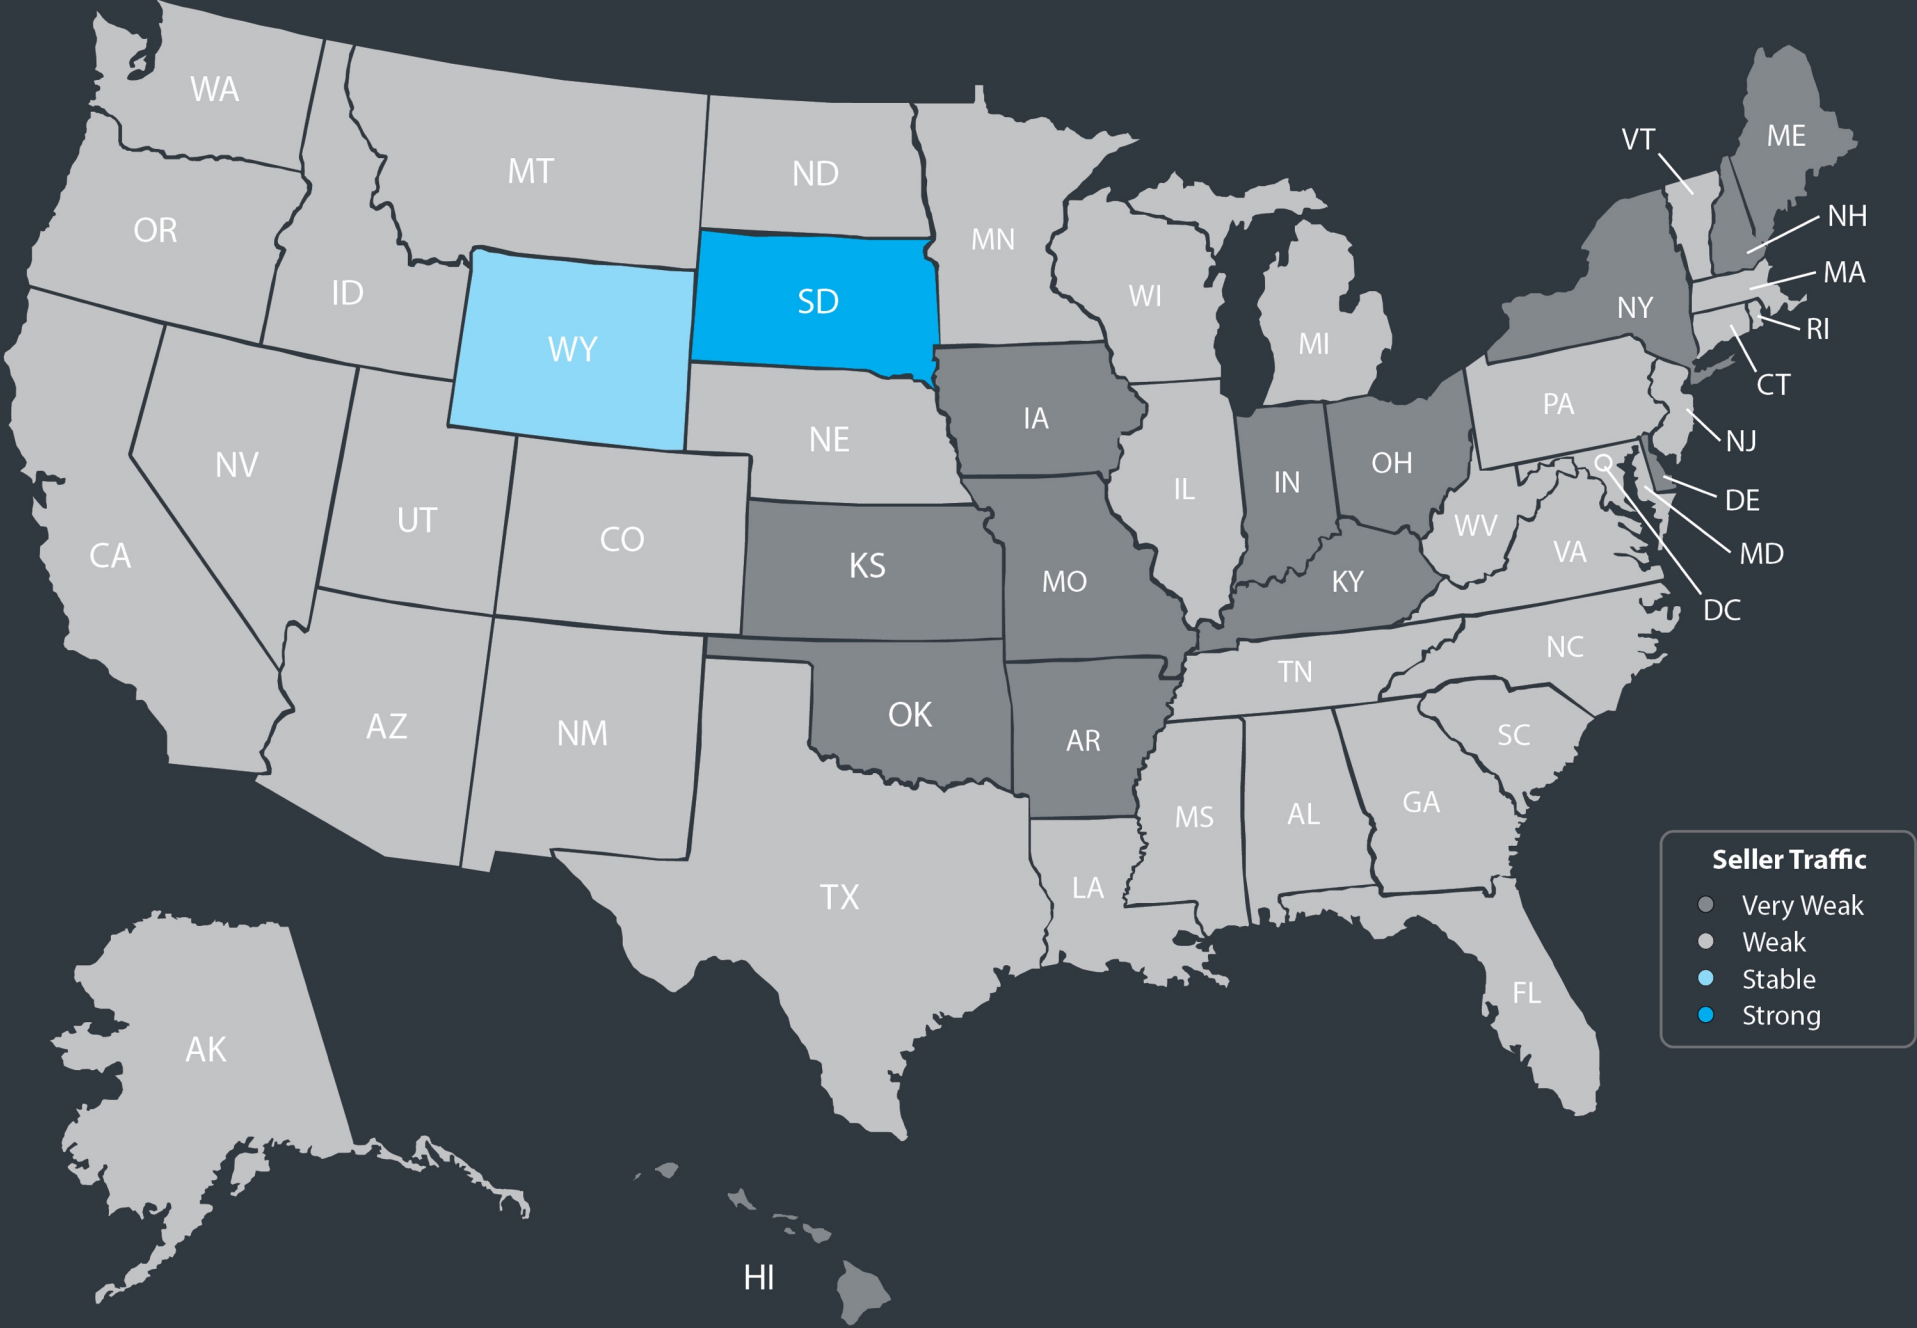 WA
MT
ND
VT
ME
OR
MN
NH
ID
SD
WI
MA
NY
RI
WY
MI
CT
IA
PA
NE
NJ
NV
OH
IN
IL
DE
UT
CO
WV
CA
KS
MO
KY
VA
MD
DC
NC
TN
AZ
NM
OK
AR
SC
MS
AL
GA
TX
LA
FL
AK
HI
Seller Traffic
Very Weak
Weak
Stable
Strong